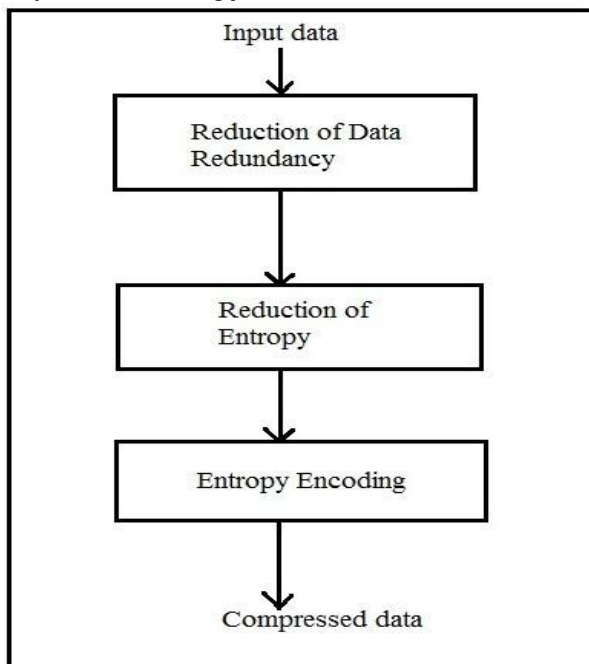 Input data
Reduction of Data
Redundancy
Reduction of
Entropy
Entropy Encoding
Compressed data